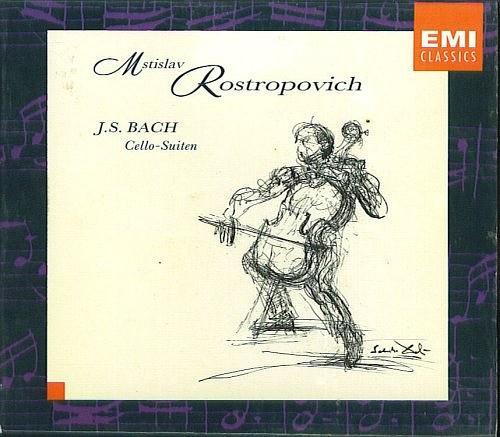 EMI
CLASSICS
Mstislav
Rostropovich
J.S. BACH
Cello-Suiten